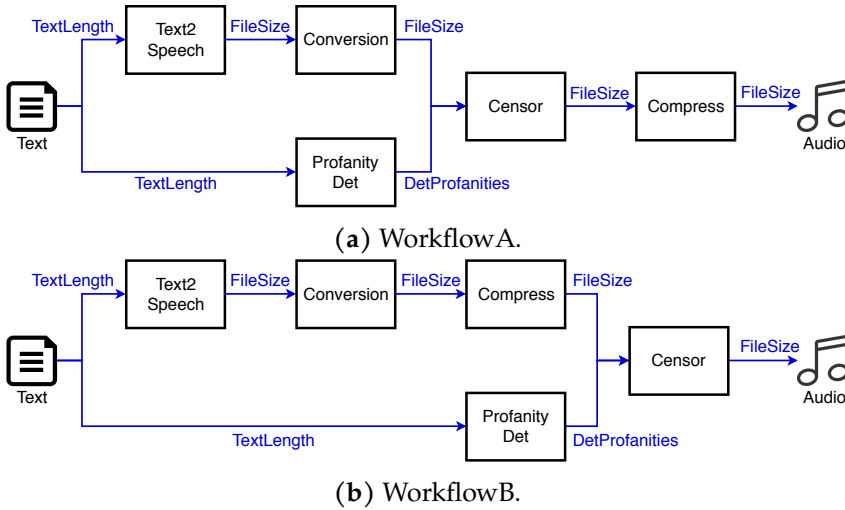 TextLength
Text2
Speech
FileSize
Conversion
FileSize
Text
Censor
FileSize
Compress
FileSize
Audio
TextLength
Profanity
Det
DetProfanities
(a) WorkflowA.
TextLength
Text2
Speech
FileSize
Conversion
FileSize
Compress
FileSize
Text
Censor
FileSize
Audio
TextLength
Profanity
Det
DetProfanities
(b) WorkflowB.